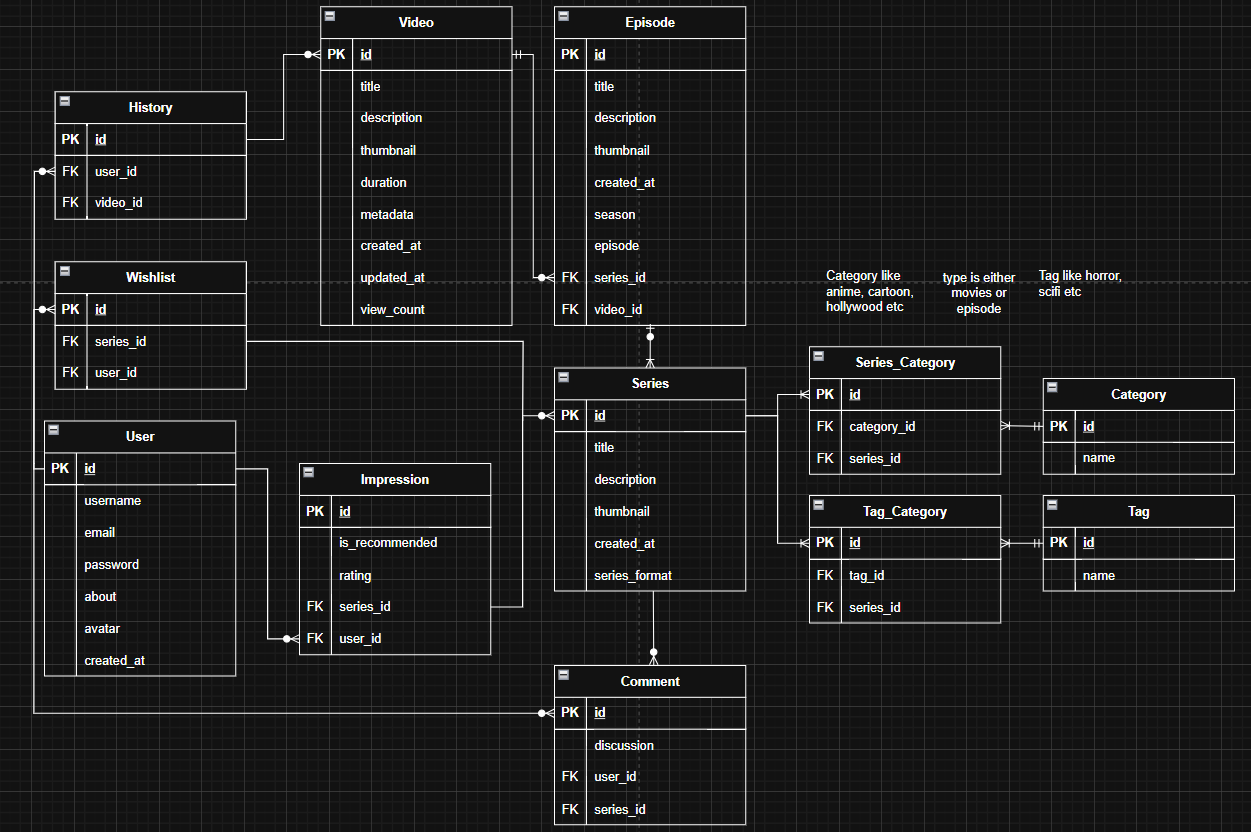 Video
PK id
title
description
thumbnail
duration
metadata
created_at
updated_at
view_count
Episode
PK id
title
description
thumbnail
created_at
season
episode
FK series_id
FK video_id
History
PK id
FK user_id
FK video_id
Wishlist
PK id
FK series_id
FK user_id
User
PK id
username
email
password
about
avatar
created_at
Impression
PK id
is_recommended
rating
FK series_id
FK user_id
Series
PK id
title
description
thumbnail
created_at
series_format
Comment
PK id
discussion
FK user_id
FK series_id
Category like
anime, cartoon,
hollywood etc
type is either
movies or
episode
Tag like horror,
scifi etc
Series_Category
PK id
FK category_id
FK series_id
Category
PK id
name
Tag_Category
PK id
FK tag_id
FK series_id
Tag
PK id
name